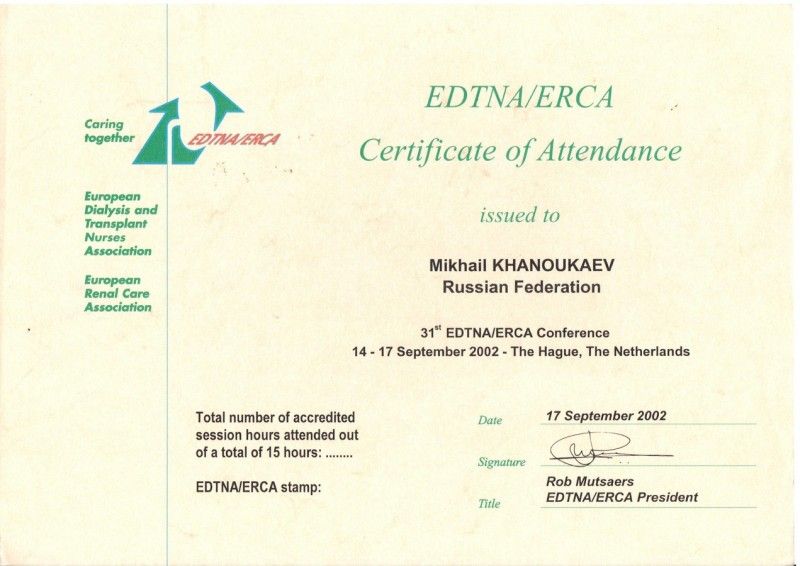 Caring
together
EDTNA/ERCA
European
Dialysis and
Transplant
Nurses
Association
European
Renal Care
Association
EDTNA/ERCA
Certificate of Attendance
issued to
Mikhail KHANOUKAEV
Russian Federation
31st EDTNA/ERCA Conference
14 - 17 September 2002 - The Hague, The Netherlands
Total number of accredited
session hours attended out
of a total of 15 hours: ........
EDTNA/ERCA stamp:
Date 17 September 2002
Signature
Rob Mutsaers
Title EDTNA/ERCA President